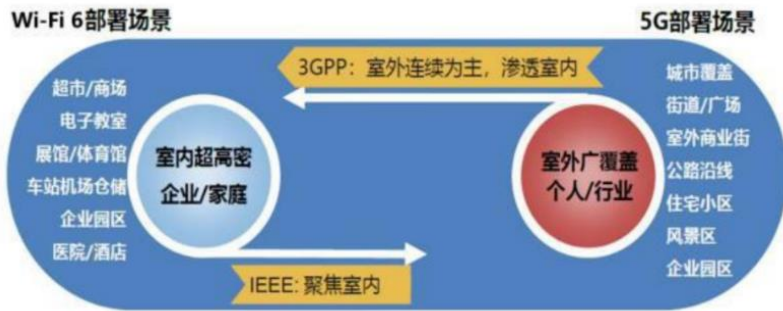 Wi-Fi 6部署场景
5G部署场景
3GPP：室外连续为主，渗透室内
超市/商场
电子教室
展馆/体育馆
车站机场仓储
企业园区
医院/酒店
室内超高密
企业/家庭
室外广覆盖
个人/行业
城市覆盖
街道/广场
室外商业街
公路沿线
住宅小区
风景区
企业园区
IEEE: 聚焦室内